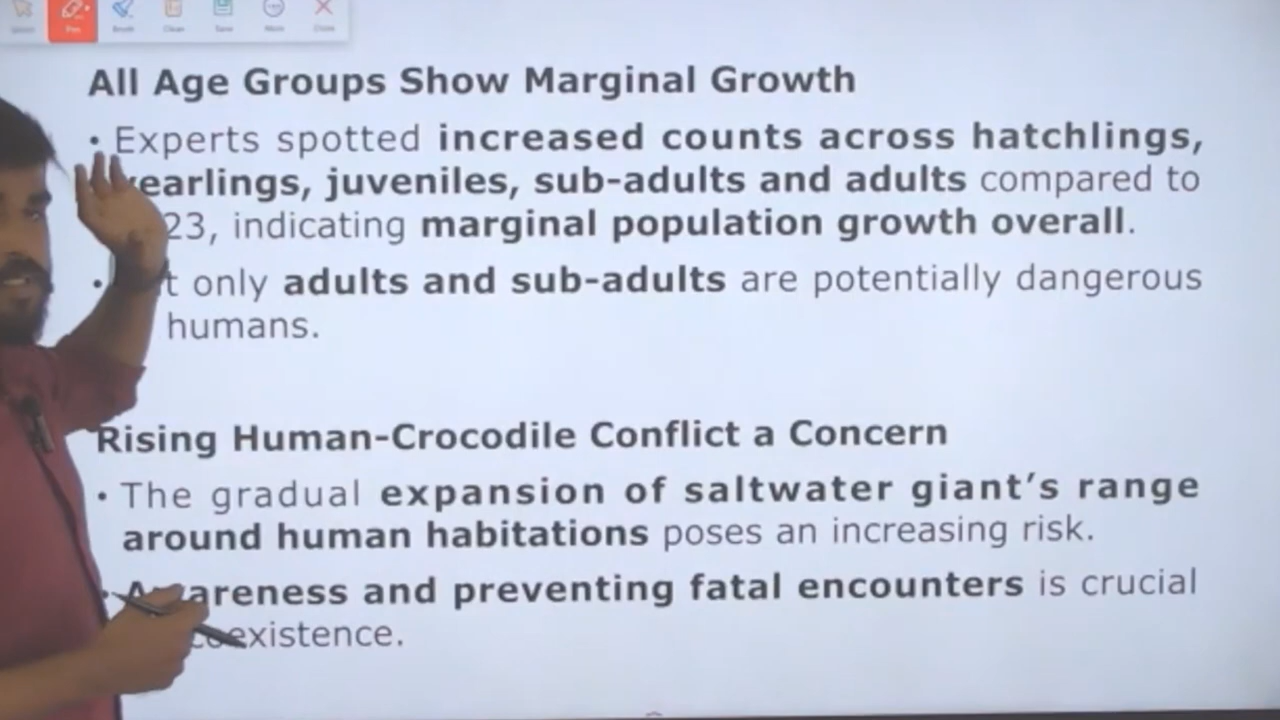 All Age Groups Show Marginal Growth
• Experts spotted increased counts across hatchlings,
earlings, juveniles, sub-adults and adults compared to
23, indicating marginal population growth overall.
• t only adults and sub-adults are potentially dangerous
humans.
Rising Human-Crocodile Conflict a Concern
• The gradual expansion of saltwater giant’s range
around human habitations poses an increasing risk.
• Awareness and preventing fatal encounters is crucial
coexistence.